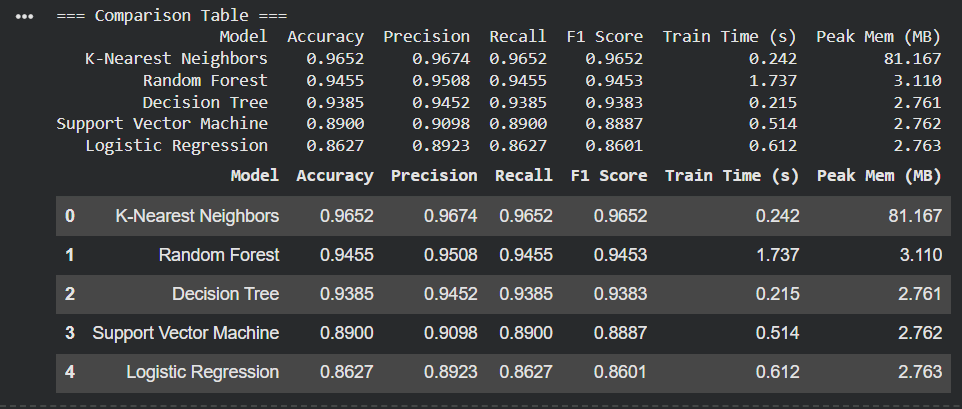 === Comparison Table ===
Model Accuracy Precision Recall F1 Score Train Time (s) Peak Mem (MB)
K-Nearest Neighbors 0.9652 0.9674 0.9652 0.9652 0.242 81.167
Random Forest 0.9455 0.9508 0.9455 0.9453 1.737 3.110
Decision Tree 0.9385 0.9452 0.9385 0.9383 0.215 2.761
Support Vector Machine 0.8900 0.9098 0.8900 0.8887 0.514 2.762
Logistic Regression 0.8627 0.8923 0.8627 0.8601 0.612 2.763
Model Accuracy Precision Recall F1 Score Train Time (s) Peak Mem (MB)
0 K-Nearest Neighbors 0.9652 0.9674 0.9652 0.9652 0.242 81.167
1 Random Forest 0.9455 0.9508 0.9455 0.9453 1.737 3.110
2 Decision Tree 0.9385 0.9452 0.9385 0.9383 0.215 2.761
3 Support Vector Machine 0.8900 0.9098 0.8900 0.8887 0.514 2.762
4 Logistic Regression 0.8627 0.8923 0.8627 0.8601 0.612 2.763